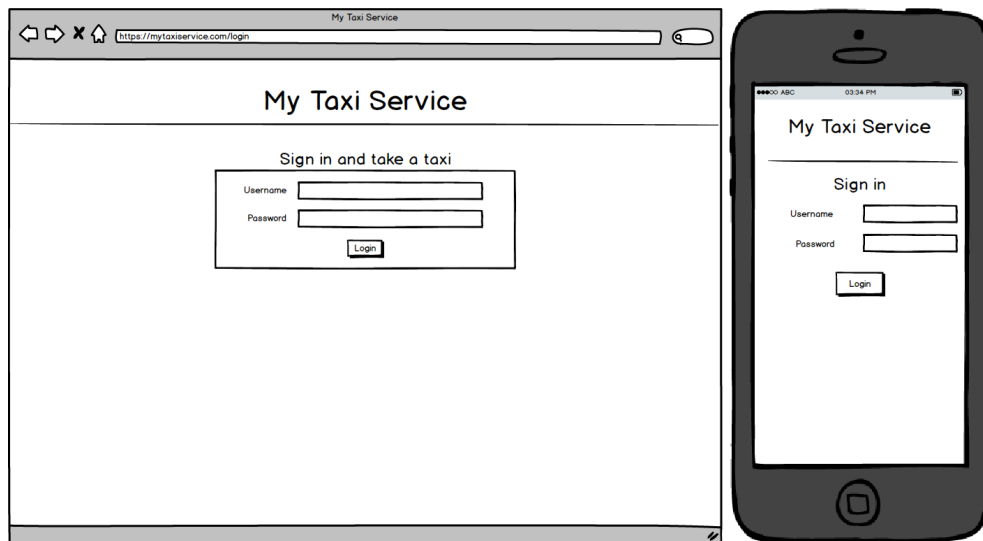 My Taxi Service
https://mytaxiservice.com/login
My Taxi Service
Sign in and take a taxi
Username
Password
Login
ABC 03:34 PM
My Taxi Service
Sign in
Username
Password
Login